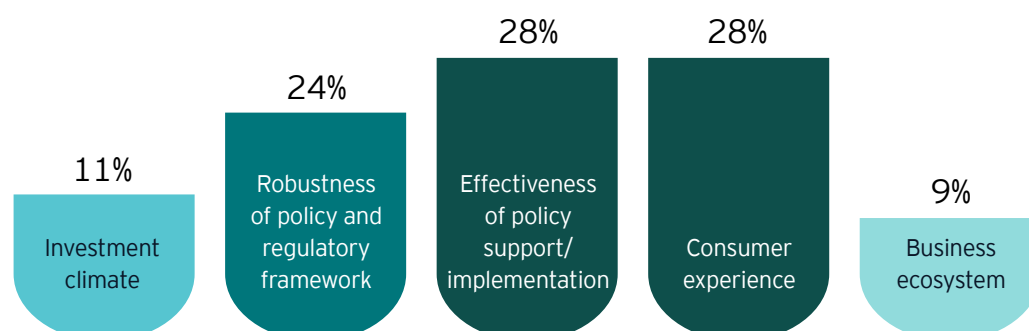 28%
28%
24%
11%
9%
Investment
climate
Robustness
of policy and
regulatory
framework
Effectiveness
of policy
support/
implementation
Consumer
experience
Business
ecosystem